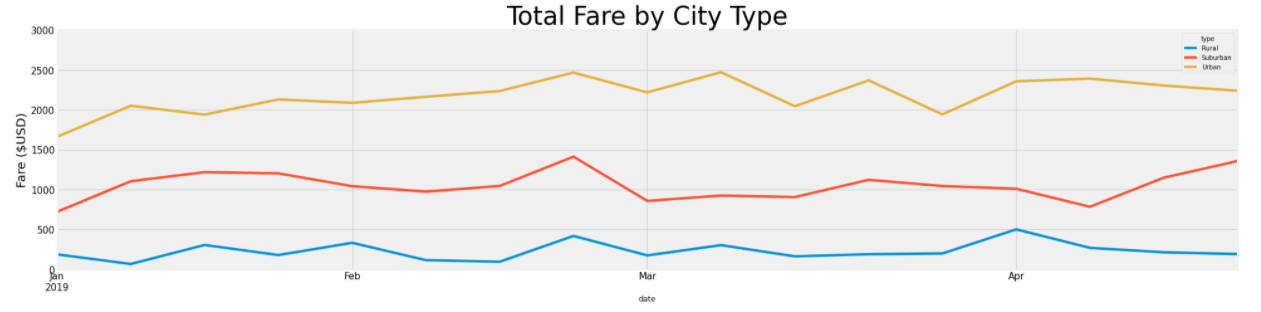 Total Fare by City Type
3000
2500
2000
1500
1000
500
0
Fare ($USD)
type
Rural
Suburban
Urban
Jan
2019
Feb
Mar
Apr
date